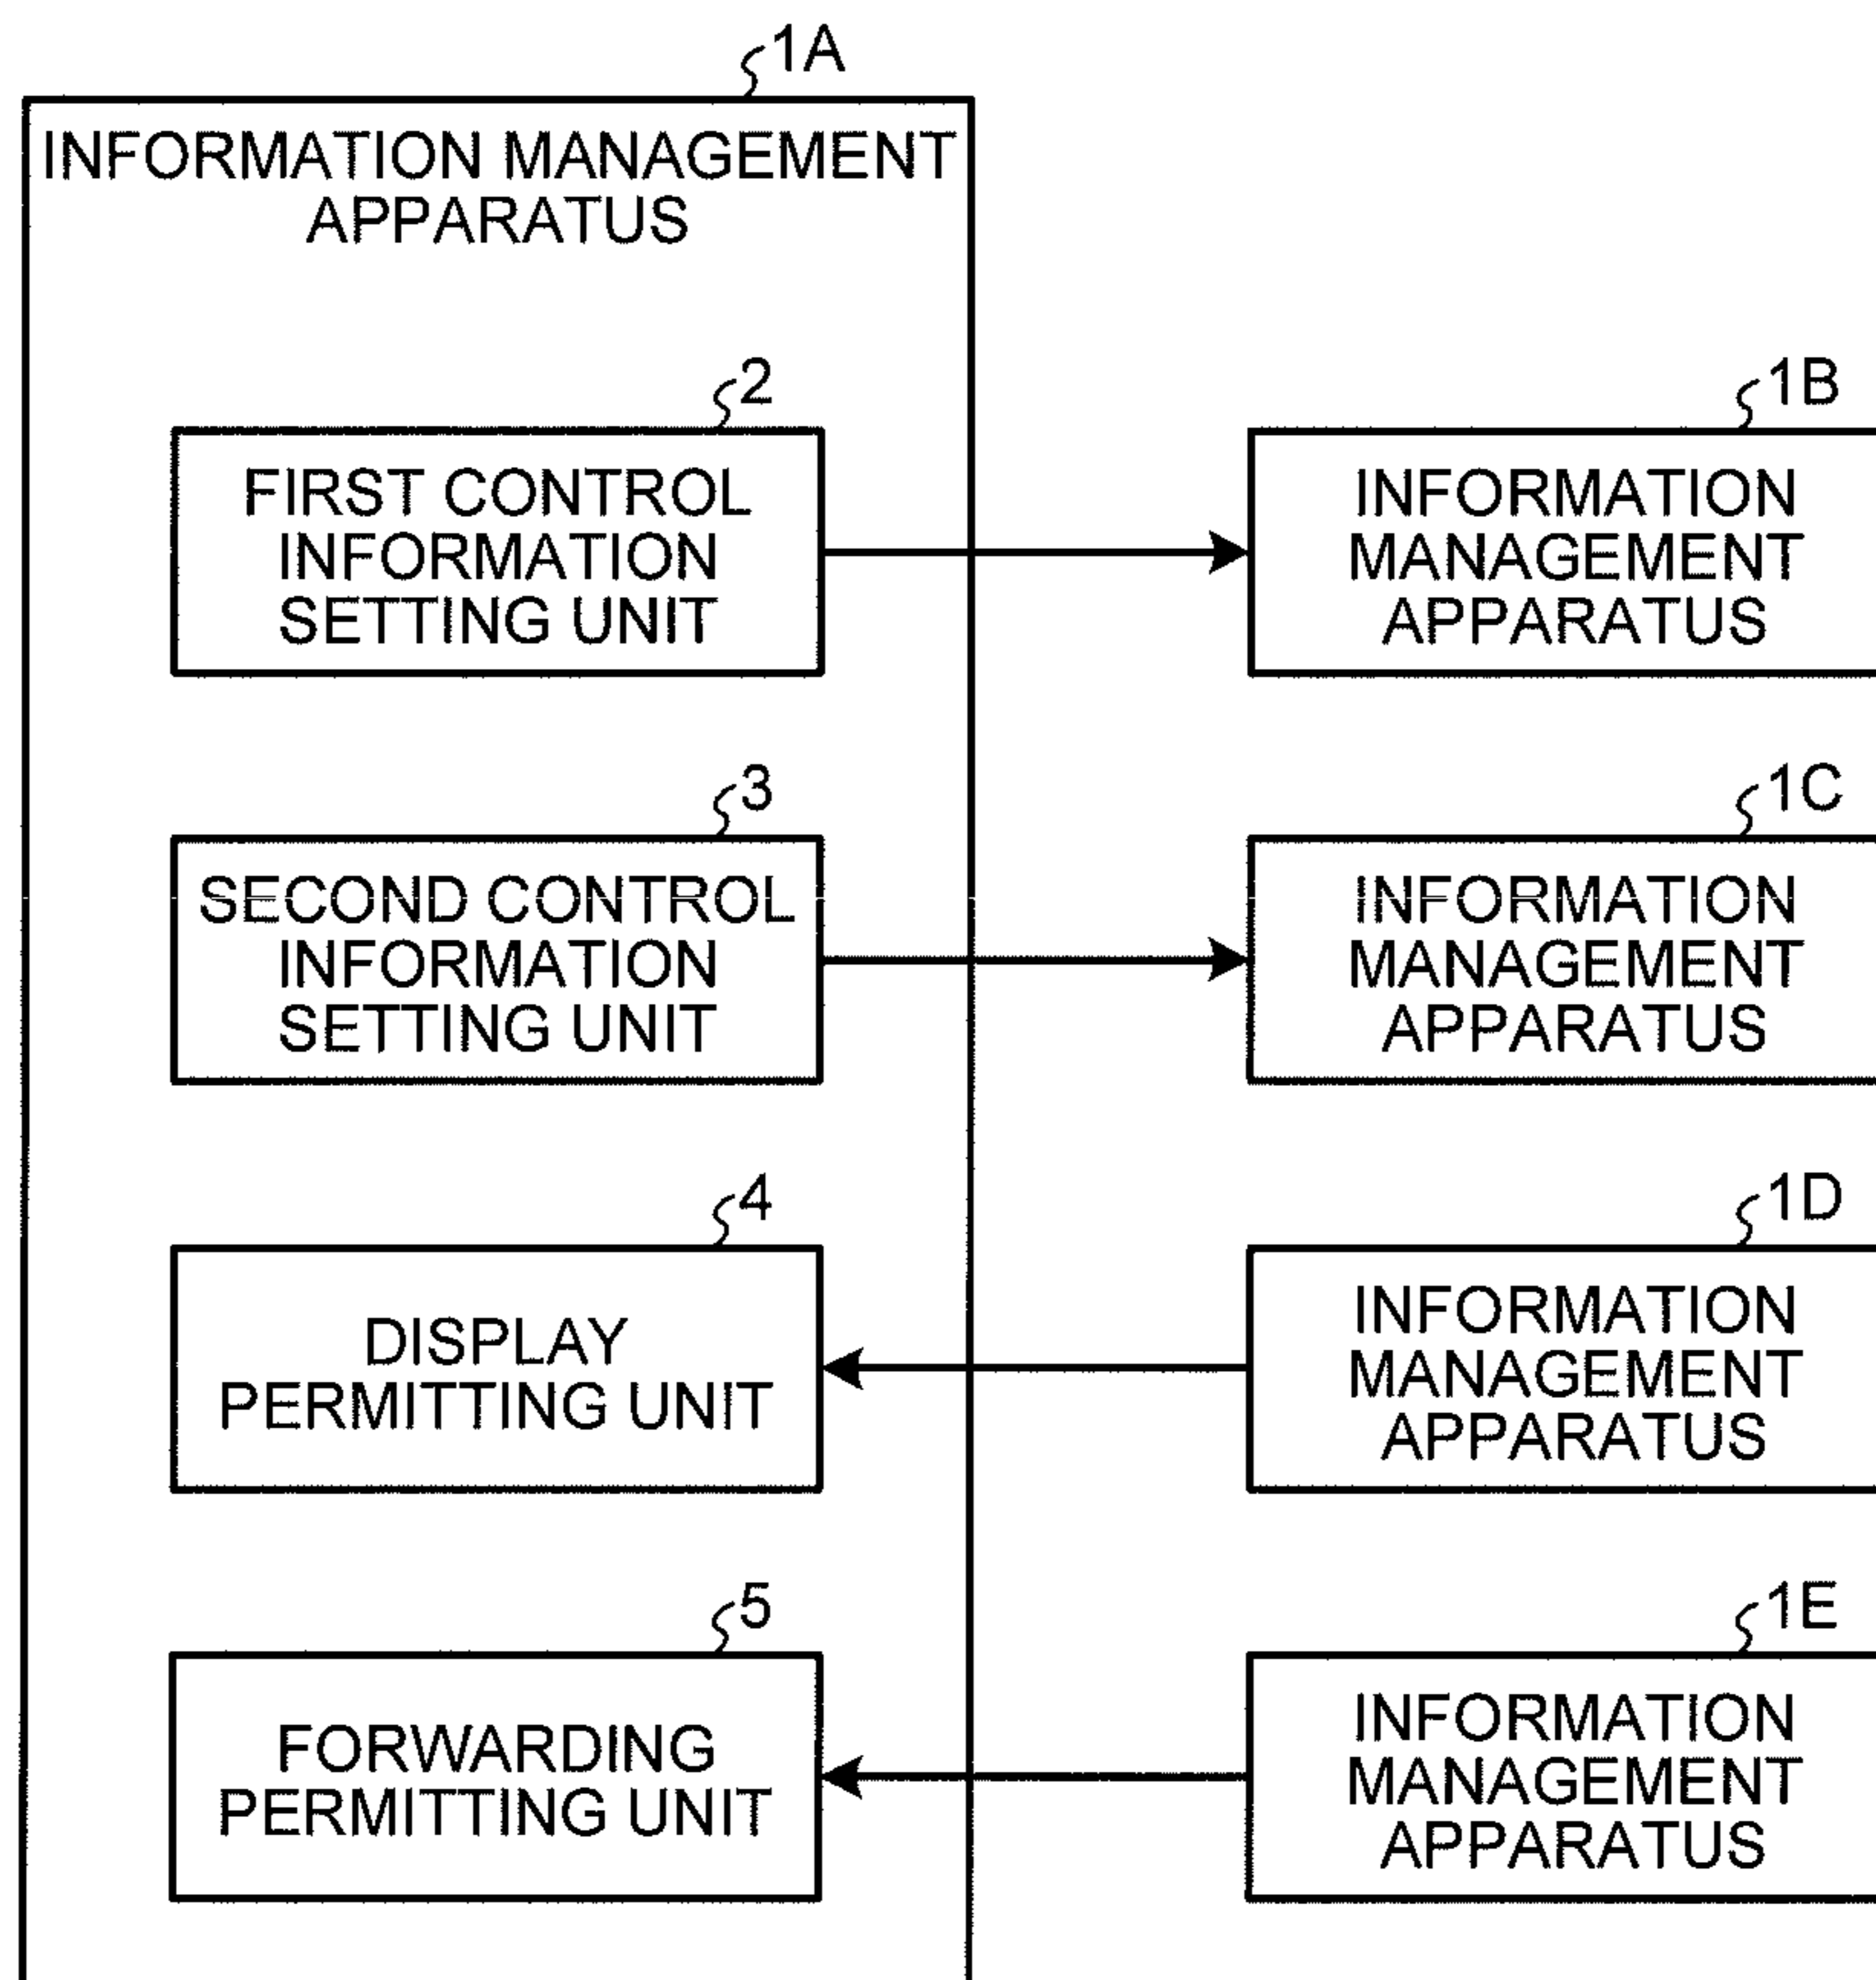 1A
INFORMATION MANAGEMENT
APPARATUS
2
FIRST CONTROL
INFORMATION
SETTING UNIT
1B
INFORMATION
MANAGEMENT
APPARATUS
3
SECOND CONTROL
INFORMATION
SETTING UNIT
1C
INFORMATION
MANAGEMENT
APPARATUS
4
DISPLAY
PERMITTING UNIT
1D
INFORMATION
MANAGEMENT
APPARATUS
5
FORWARDING
PERMITTING UNIT
1E
INFORMATION
MANAGEMENT
APPARATUS